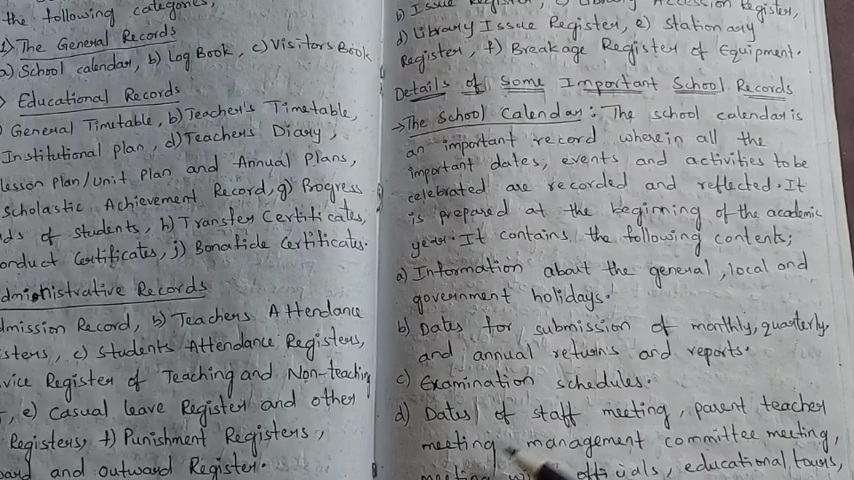 the following categories,
1) The General Records
a) School calendar, b) Log Book, c) Visitors Book
Educational Records
General Timetable, b) Teacher's Timetable,
Institutional plan, d) Teachers Diary,
lesson Plan/Unit Plan and Annual Plans,
Scholastic Achievement Record, g) Progress
of students, h) Transfer Certificates,
Conduct Certificates, j) Bonafide Certificates.
Administrative Records
Admission Record, b) Teachers Attendance
c) Students Attendance Registers,
Register of Teaching and Non-teaching
e) Casual leave Register and other
Registers, f) Punishment Registers,
and outward Register.
b) Issue Register, Accession Register,
d) Library Issue Register, e) Stationary
Register, f) Breakage Register of Equipment.
Details of Some Important School Records
→The School Calendar: The school calendar is
an important record wherein all the
important dates, events and activities to be
celebrated are recorded and reflected. It
is prepared at the beginning of the academic
year. It contains the following contents;
a) Information about the general, local and
government holidays.
b) Dates for submission of monthly, quarterly
and annual returns and reports.
c) Examination schedules.
d) Dates of staff meeting, parent teacher
meeting, management committee meeting,
meeting officials, educational tours,